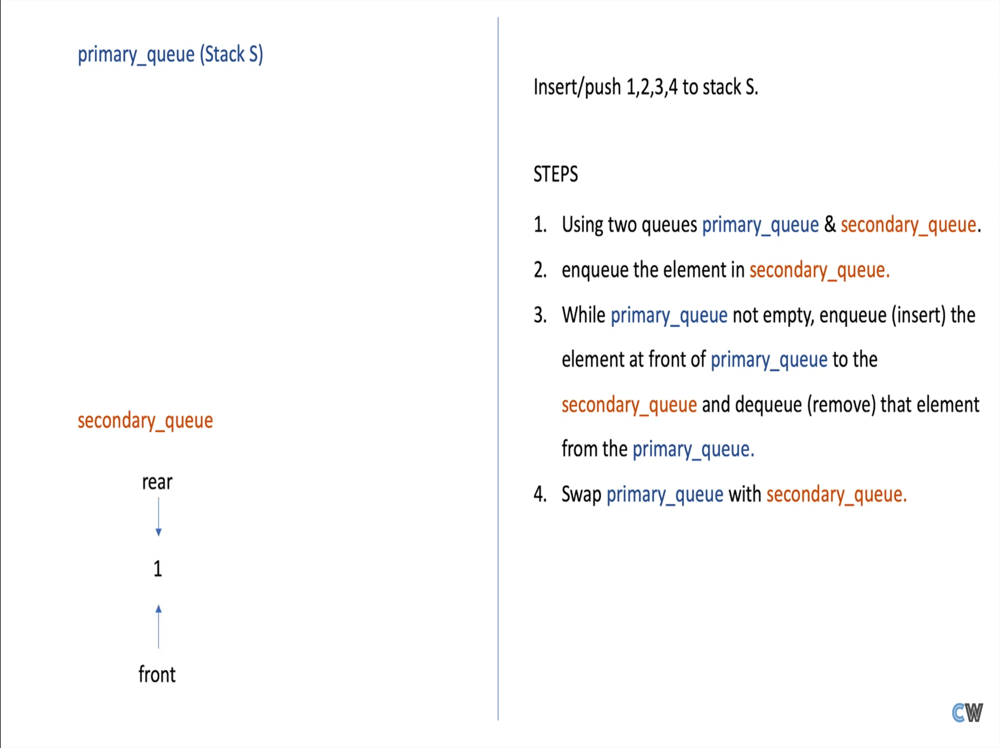 primary_queue (Stack S)
secondary_queue
rear
1
front
Insert/push 1,2,3,4 to stack S.
STEPS
1. Using two queues primary_queue & secondary_queue.
2. enqueue the element in secondary_queue.
3. While primary_queue not empty, enqueue (insert) the
element at front of primary_queue to the
secondary_queue and dequeue (remove) that element
from the primary_queue.
4. Swap primary_queue with secondary_queue.
CW